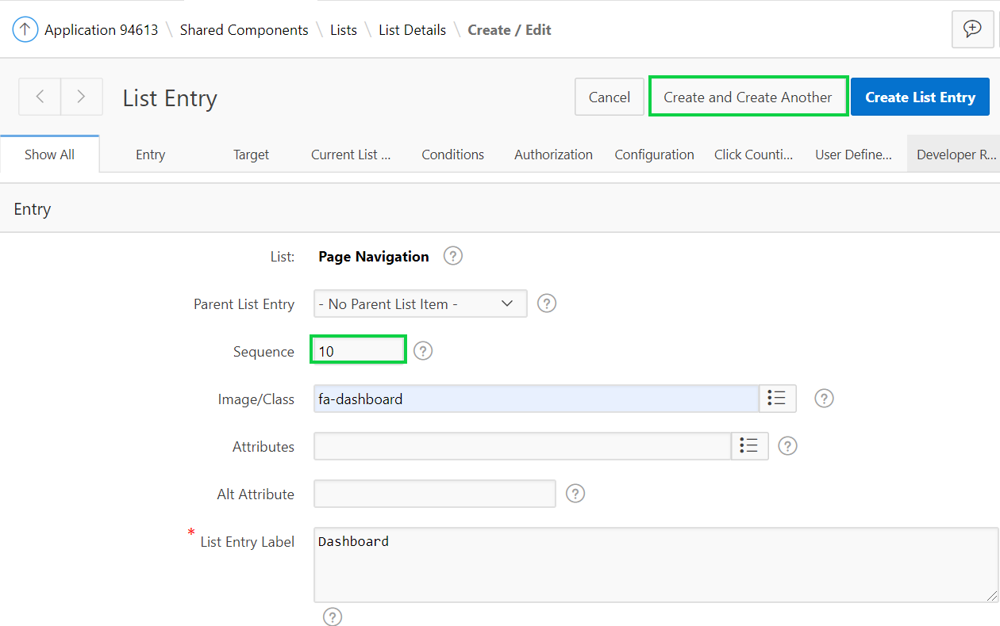 Application 94613 \ Shared Components \ Lists \ List Details \ Create / Edit
List Entry
Cancel
Create and Create Another
Create List Entry
Show All
Entry
Target
Current List ...
Conditions
Authorization
Configuration
Click Counti...
User Define...
Developer R...
Entry
List: Page Navigation ?
Parent List Entry - No Parent List Item - ?
Sequence 10 ?
Image/Class fa-dashboard ?
Attributes ?
Alt Attribute ?
* List Entry Label Dashboard
?